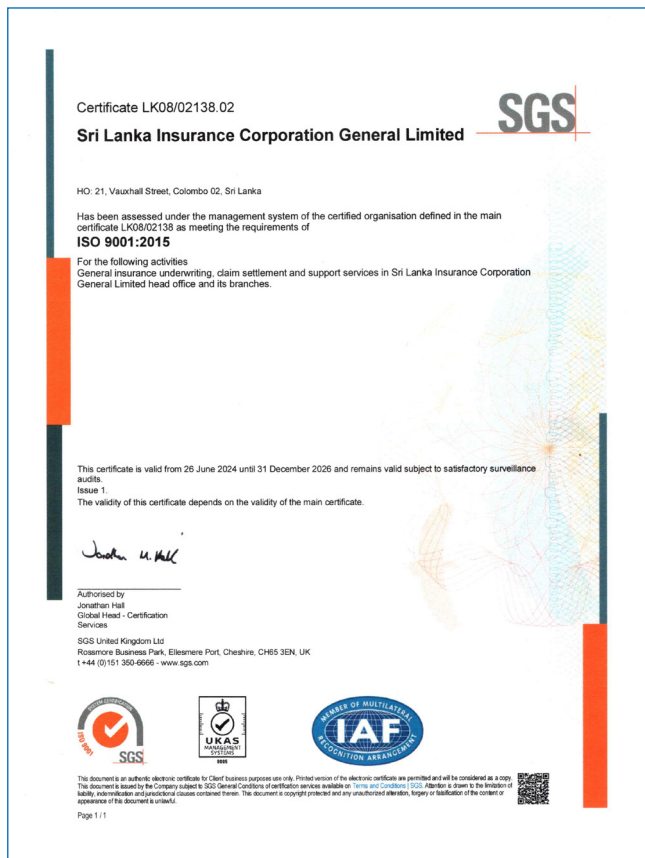 Certificate LK08/02138.02
SGS
Sri Lanka Insurance Corporation General Limited
HO: 21, Vauxhall Street, Colombo 02, Sri Lanka
Has been assessed under the management system of the certified organisation defined in the main
certificate LK08/02138 as meeting the requirements of
ISO 9001:2015
For the following activities
General insurance underwriting, claim settlement and support services in Sri Lanka Insurance Corporation
General Limited head office and its branches.
This certificate is valid from 26 June 2024 until 31 December 2026 and remains valid subject to satisfactory surveillance
audits.
Issue 1.
The validity of this certificate depends on the validity of the main certificate.
Authorised by
Jonathan Hall
Global Head - Certification
Services
SGS United Kingdom Ltd
Rossmore Business Park, Ellesmere Port, Cheshire, CH65 3EN, UK
t +44 (0)151 350-6666 - www.sgs.com
SYSTEM CERTIFICATION
ISO 9001
SGS
UKAS
MANAGEMENT
SYSTEMS
0005
MEMBER OF MULTILATERAL
IAF
RECOGNITION ARRANGEMENT
This document is an authentic electronic certificate for Client' business purposes use only. Printed version of the electronic certificate are permitted and will be considered as a copy.
This document is issued by the Company subject to SGS General Conditions of certification services available on Terms and Conditions | SGS. Attention is drawn to the limitation of
liability, indemnification and jurisdictional clauses contained therein. This document is copyright protected and any unauthorized alteration, forgery or falsification of the content or
appearance of this document is unlawful.
Page 1 / 1